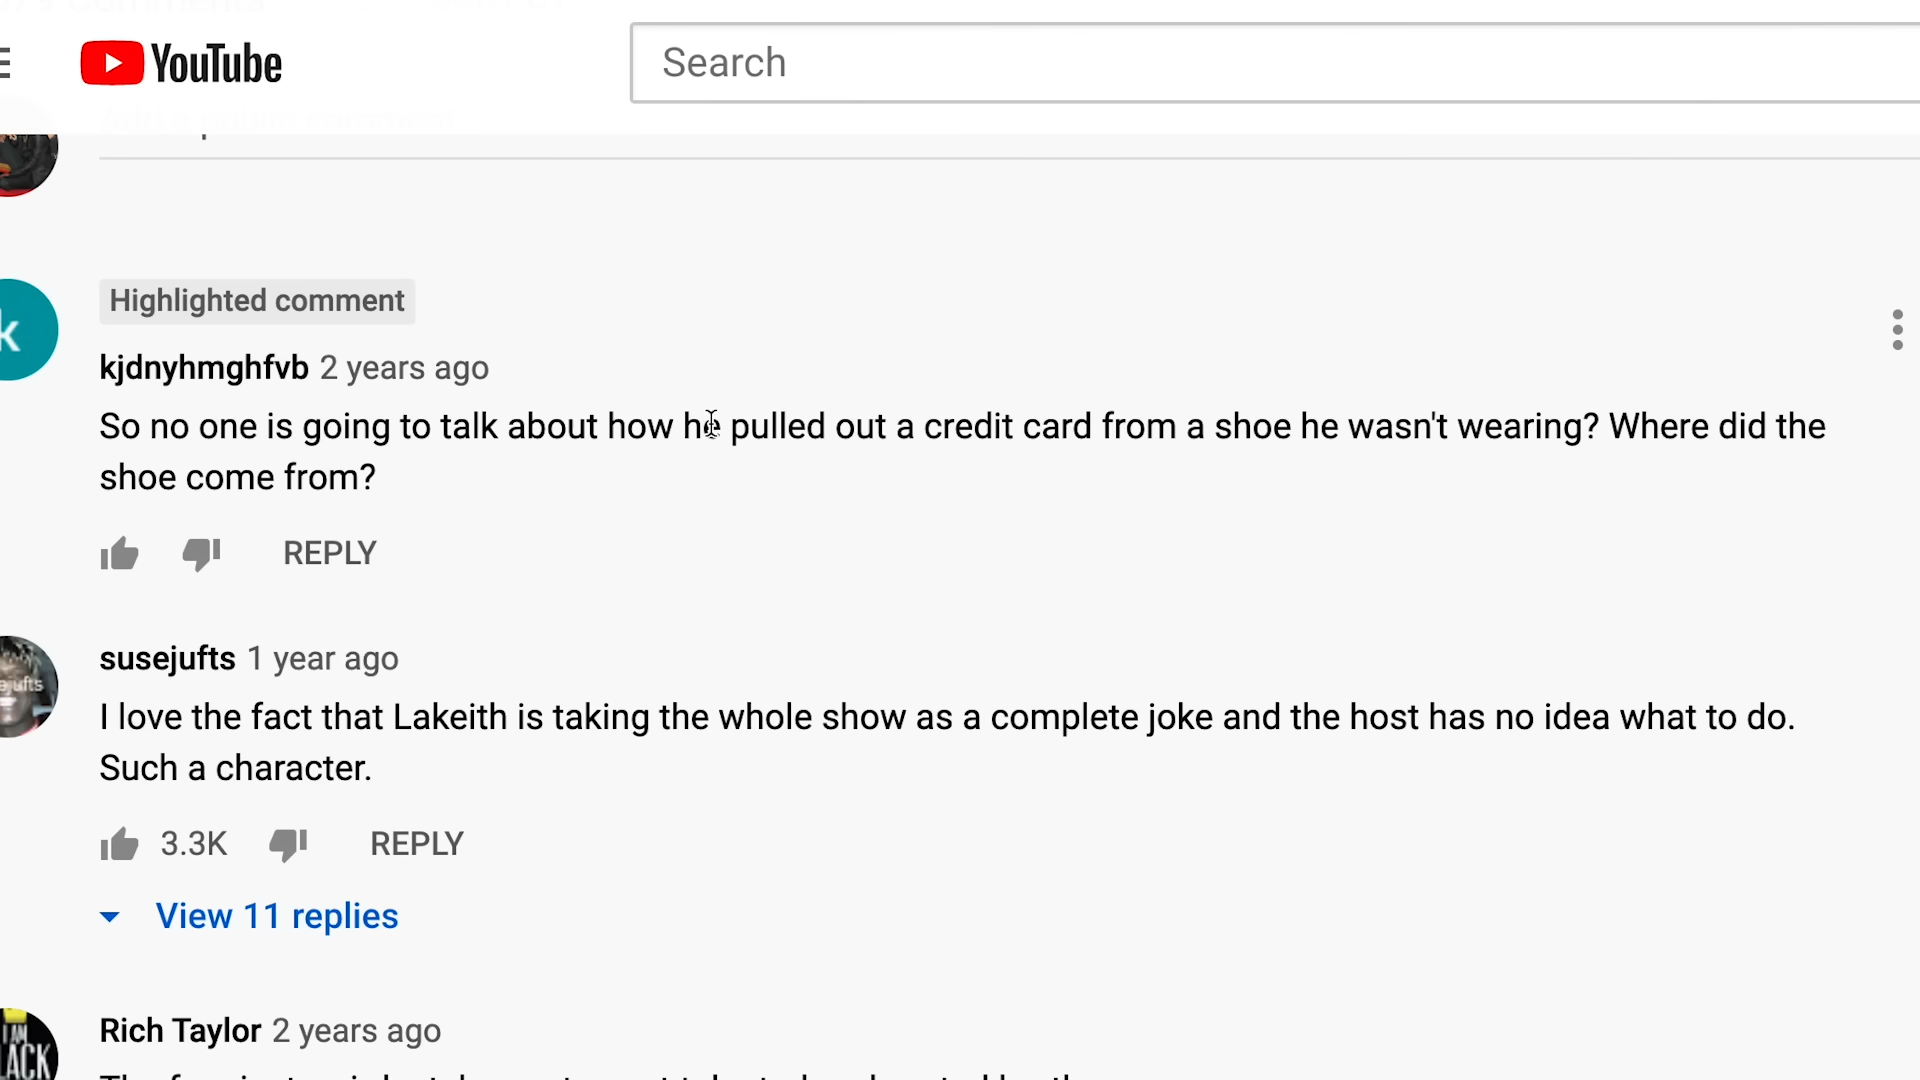 YouTube
Search
Highlighted comment
kjdnyhmghfvb 2 years ago
So no one is going to talk about how he pulled out a credit card from a shoe he wasn't wearing? Where did the
shoe come from?
REPLY
susejufts 1 year ago
I love the fact that Lakeith is taking the whole show as a complete joke and the host has no idea what to do.
Such a character.
3.3K REPLY
View 11 replies
Rich Taylor 2 years ago